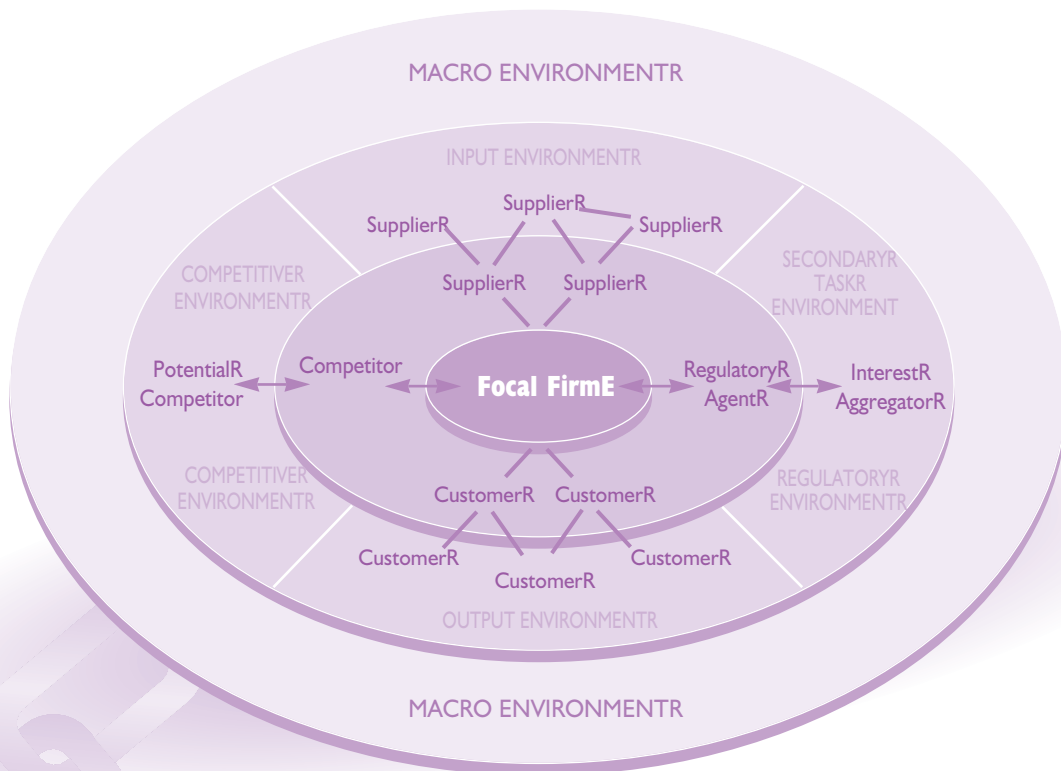 MACRO ENVIRONMENTR
INPUT ENVIRONMENTR
SupplierR
SupplierR
SupplierR
COMPETITIVER
ENVIRONMENTR
SECONDARYR
TASKR
ENVIRONMENT
SupplierR
SupplierR
PotentialR
Competitor
Competitor
Focal FirmE
RegulatoryR
AgentR
InterestR
AggregatorR
COMPETITIVER
ENVIRONMENTR
REGULATORYR
ENVIRONMENTR
CustomerR
CustomerR
CustomerR
CustomerR
CustomerR
OUTPUT ENVIRONMENTR
MACRO ENVIRONMENTR